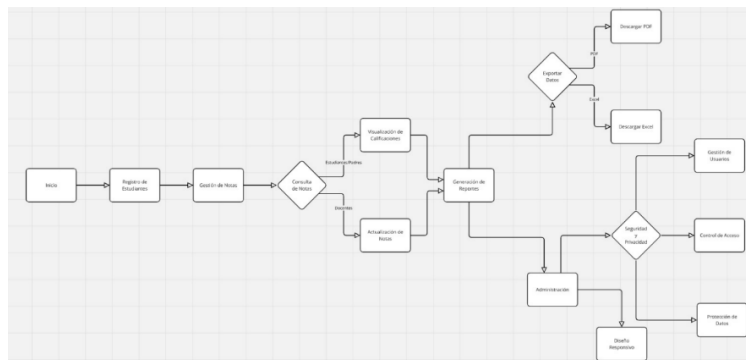 Descargar PDF
PDF
Exportar
Datos
Excel
Descargar Excel
Visualización de
Calificaciones
Gestión de
Usuarios
Estudiantes/Padres
Inicio
Registro de
Estudiantes
Gestión de Notas
Consulta
de Notas
Generación de
Reportes
Docentes
Actualización de
Notas
Seguridad
y
Privacidad
Control de Acceso
Administración
Protección de
Datos
Diseño
Responsivo